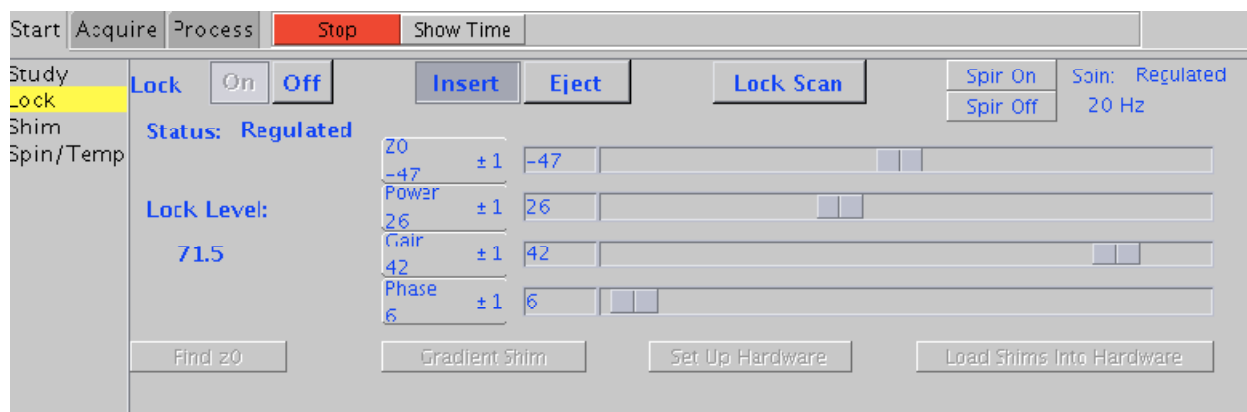 Start Acquire Process Stop Show Time
Study
Lock
Shim
Spin/Temp
Lock On Off Insert Eject Lock Scan Spin On Spin: Regulated
Spin Off 20 Hz
Status: Regulated
Z0 ±1 -47
-47
Power ±1 26
26
Lock Level:
71.5
Gain ±1 42
42
Phase ±1 6
6
Find z0 Gradient Shim Set Up Hardware Load Shims Into Hardware